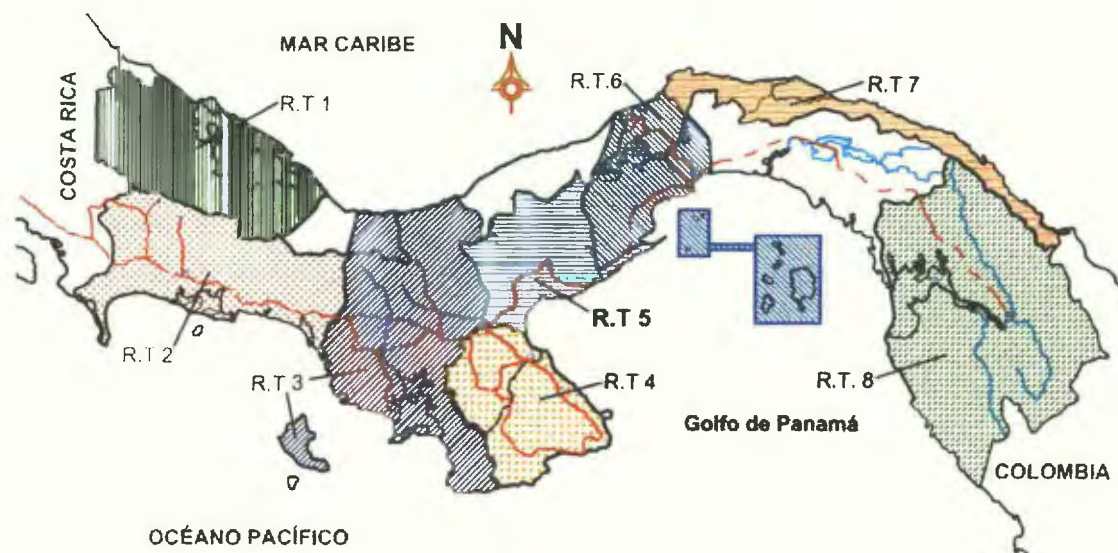 MAR CARIBE
N
COSTA RICA
R.T 1
R.T.6
R.T 7
R.T 2
R.T 3
R.T 5
R.T 4
R.T. 8
Golfo de Panamá
COLOMBIA
OCÉANO PACÍFICO